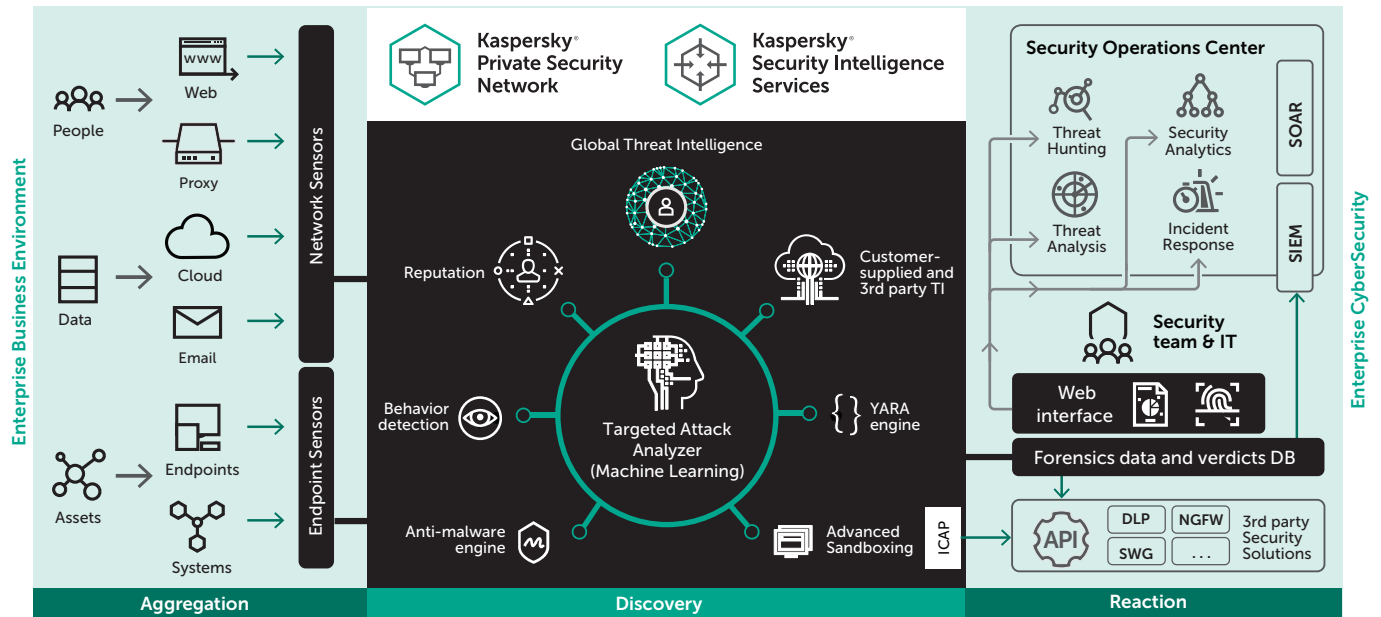 Enterprise Business Environment
People
Data
Assets
WWW
Web
Proxy
Cloud
Email
Endpoints
Systems
Network Sensors
Endpoint Sensors
Aggregation
Kaspersky®
Private Security
Network
Kaspersky®
Security Intelligence
Services
Global Threat Intelligence
Reputation
Customer-
supplied and
3rd party TI
Behavior
detection
Targeted Attack
Analyzer
(Machine Learning)
{ } YARA
engine
Anti-malware
engine
Advanced
Sandboxing
ICAP
Discovery
Security Operations Center
Threat
Hunting
Security
Analytics
Threat
Analysis
Incident
Response
SOAR
SIEM
Security
team & IT
Web
interface
Forensics data and verdicts DB
API
DLP
NGFW
SWG
...
3rd party
Security
Solutions
Reaction
Enterprise CyberSecurity